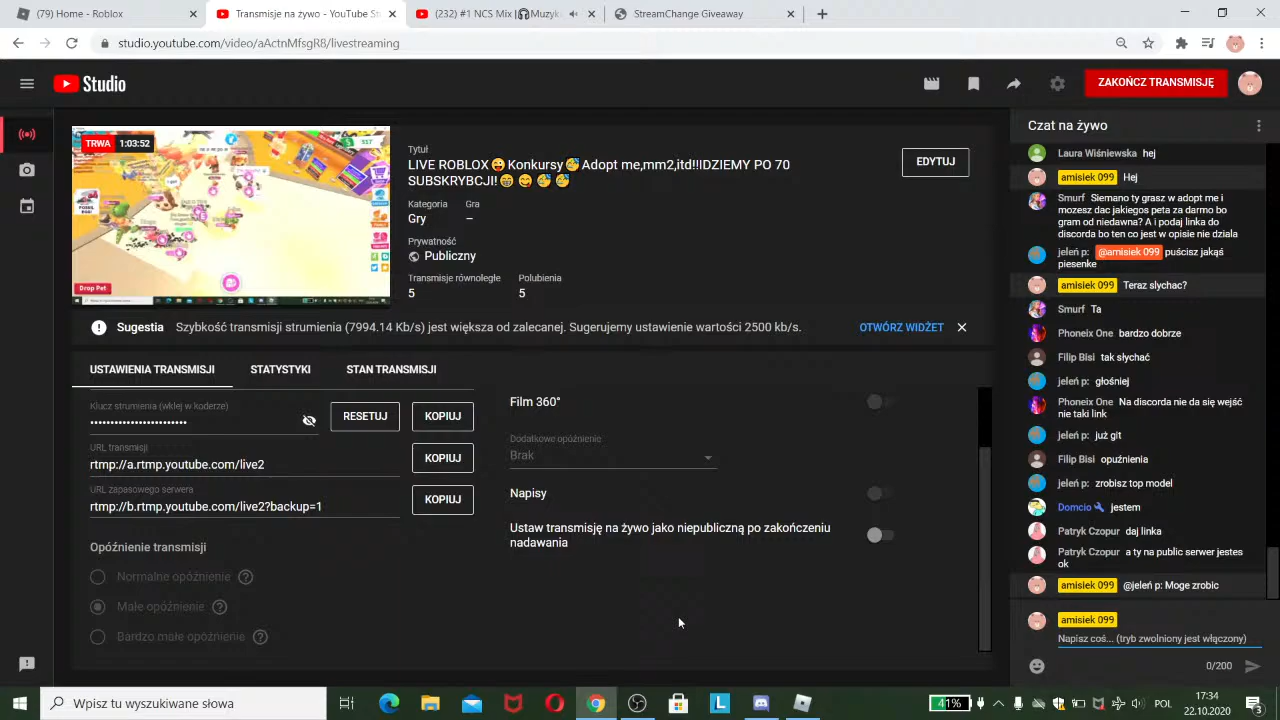 (79) Home - Roblox
Transmisje na żywo - YouTube St
(232) #1 NCS Mix |🎧Muzyk
StreamChange Giveaway
studio.youtube.com/video/aActnMfsgR8/livestreaming
Studio
ZAKOŃCZ TRANSMISJĘ
TRWA 1:03:52
Drop Pet
Tytuł
LIVE ROBLOX😜Konkursy🥳Adopt me,mm2,itd!!IDZIEMY PO 70
SUBSKRYBCJI!😁 😋 🥳 🥳
EDYTUJ
Kategoria Gra
Gry –
Prywatność
Publiczny
Transmisje równoległe Polubienia
5 5
Sugestia Szybkość transmisji strumienia (7994.14 Kb/s) jest większa od zalecanej. Sugerujemy ustawienie wartości 2500 kb/s.
OTWÓRZ WIDŻET
USTAWIENIA TRANSMISJI STATYSTYKI STAN TRANSMISJI
Klucz strumienia (wklej w koderze)
••••••••••••••••••••••••
RESETUJ KOPIUJ
URL transmisji
rtmp://a.rtmp.youtube.com/live2
KOPIUJ
URL zapasowego serwera
rtmp://b.rtmp.youtube.com/live2?backup=1
KOPIUJ
Opóźnienie transmisji
Normalne opóźnienie
Małe opóźnienie
Bardzo małe opóźnienie
Film 360°
Dodatkowe opóźnienie
Brak
Napisy
Ustaw transmisję na żywo jako niepubliczną po zakończeniu
nadawania
Czat na żywo
Laura Wiśniewska hej
amisiek 099 Hej
Smurf Siemano ty grasz w adopt me i
mozesz dac jakiegos peta za darmo bo
gram od niedawna? A i podaj linka do
discorda bo ten co jest w opisie nie dziala
jeleń p: @amisiek 099 puścisz jakąś
piesenke
amisiek 099 Teraz slychac?
Smurf Ta
Phoneix One bardzo dobrze
Filip Bisi tak słychać
jeleń p: głośniej
Phoneix One Na discorda nie da się wejść
nie taki link
jeleń p: już git
Filip Bisi opuźnienia
jeleń p: zrobisz top model
Domcio jestem
Patryk Czopur daj linka
Patryk Czopur a ty na public serwer jestes
ok
amisiek 099 @jeleń p: Moge zrobic
amisiek 099
Napisz coś... (tryb zwolniony jest włączony)
0/200
Wpisz tu wyszukiwane słowa
41%
POL
17:34
22.10.2020
3